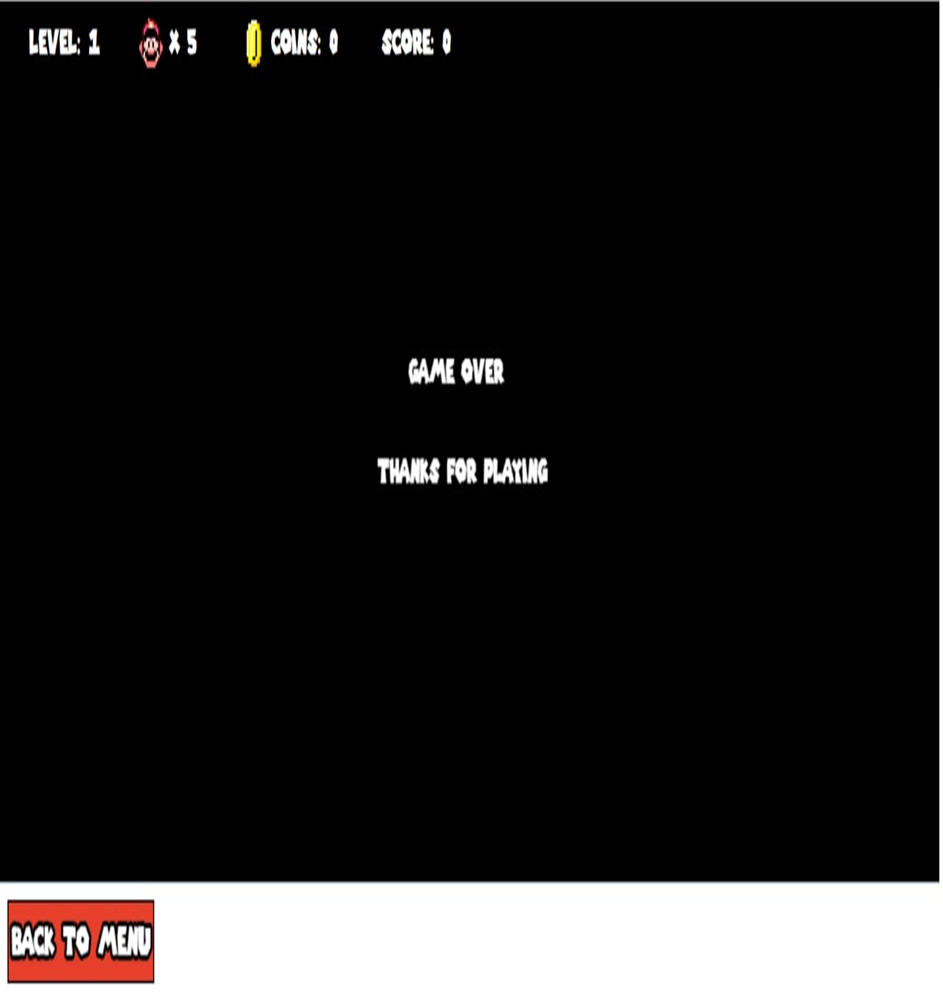 LEVEL: 1 X 5 COINS: 0 SCORE: 0
GAME OVER
THANKS FOR PLAYING
BACK TO MENU